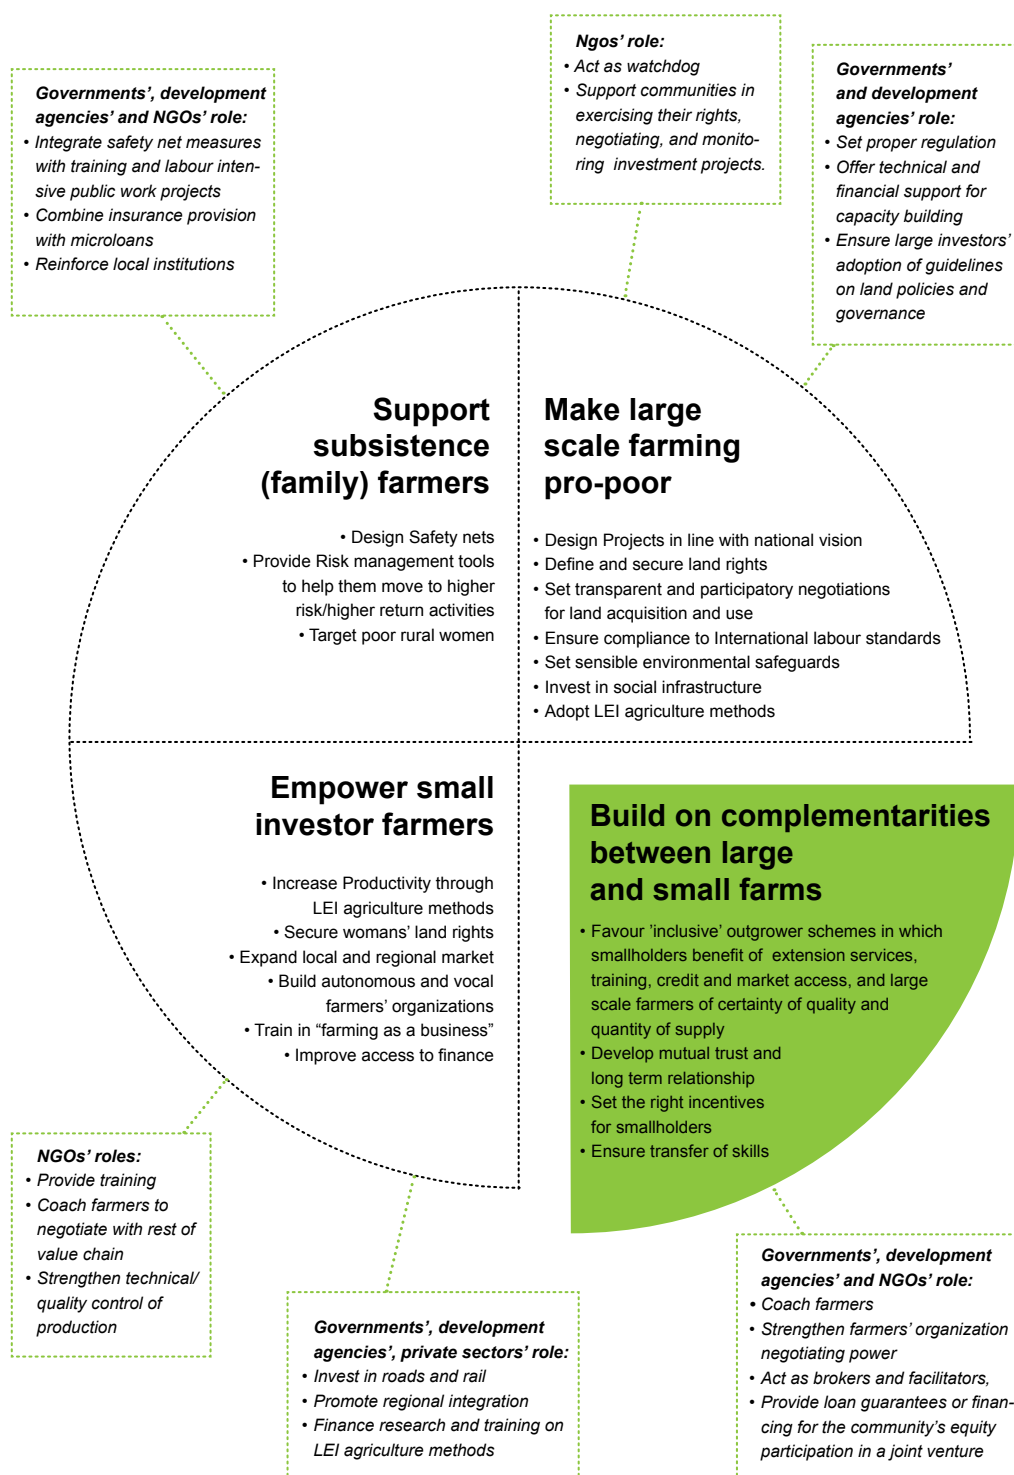 Governments', development
agencies' and NGOs' role:
• Integrate safety net measures
with training and labour inten-
sive public work projects
• Combine insurance provision
with microloans
• Reinforce local institutions
Ngos' role:
• Act as watchdog
• Support communities in
exercising their rights,
negotiating, and monito-
ring investment projects.
Governments'
and development
agencies' role:
• Set proper regulation
• Offer technical and
financial support for
capacity building
• Ensure large investors'
adoption of guidelines
on land policies and
governance
Support
subsistence
(family) farmers
• Design Safety nets
• Provide Risk management tools
to help them move to higher
risk/higher return activities
• Target poor rural women
Make large
scale farming
pro-poor
• Design Projects in line with national vision
• Define and secure land rights
• Set transparent and participatory negotiations
for land acquisition and use
• Ensure compliance to International labour standards
• Set sensible environmental safeguards
• Invest in social infrastructure
• Adopt LEI agriculture methods
Empower small
investor farmers
• Increase Productivity through
LEI agriculture methods
• Secure womans' land rights
• Expand local and regional market
• Build autonomous and vocal
farmers' organizations
• Train in "farming as a business"
• Improve access to finance
Build on complementarities
between large
and small farms
• Favour 'inclusive' outgrower schemes in which
smallholders benefit of extension services,
training, credit and market access, and large
scale farmers of certainty of quality and
quantity of supply
• Develop mutual trust and
long term relationship
• Set the right incentives
for smallholders
• Ensure transfer of skills
NGOs' roles:
• Provide training
• Coach farmers to
negotiate with rest of
value chain
• Strengthen technical/
quality control of
production
Governments', development
agencies', private sectors' role:
• Invest in roads and rail
• Promote regional integration
• Finance research and training on
LEI agriculture methods
Governments', development
agencies' and NGOs' role:
• Coach farmers
• Strengthen farmers' organization
negotiating power
• Act as brokers and facilitators,
• Provide loan guarantees or finan-
cing for the community's equity
participation in a joint venture